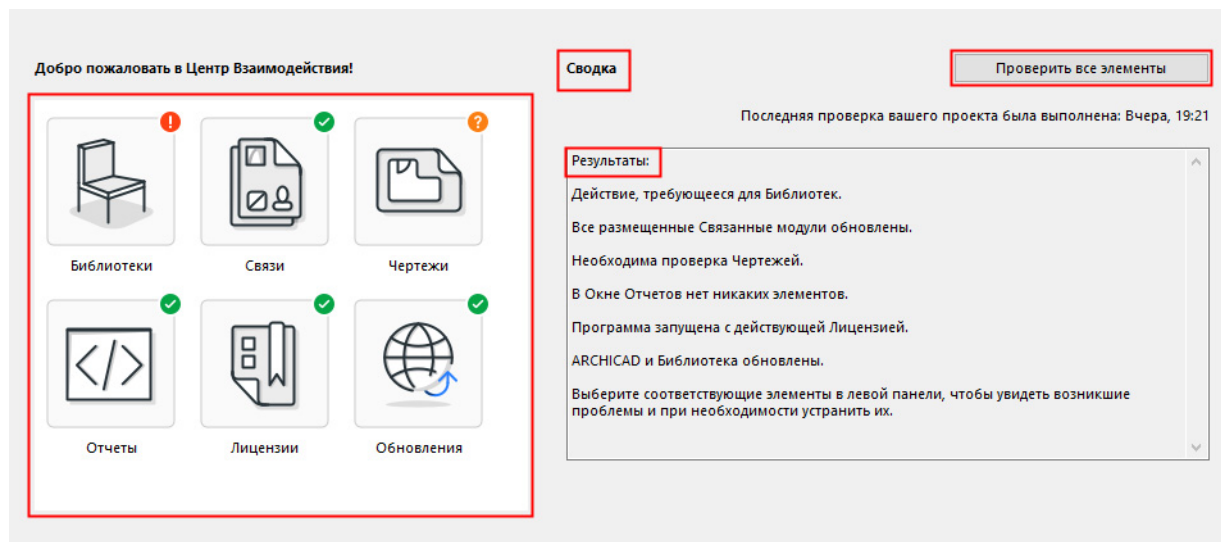 Добро пожаловать в Центр Взаимодействия!
Библиотеки
Связи
Чертежи
Отчеты
Лицензии
Обновления
Сводка
Проверить все элементы
Последняя проверка вашего проекта была выполнена: Вчера, 19:21
Результаты:
Действие, требующееся для Библиотек.
Все размещенные Связанные модули обновлены.
Необходима проверка Чертежей.
В Окне Отчетов нет никаких элементов.
Программа запущена с действующей Лицензией.
ARCHICAD и Библиотека обновлены.
Выберите соответствующие элементы в левой панели, чтобы увидеть возникшие
проблемы и при необходимости устранить их.